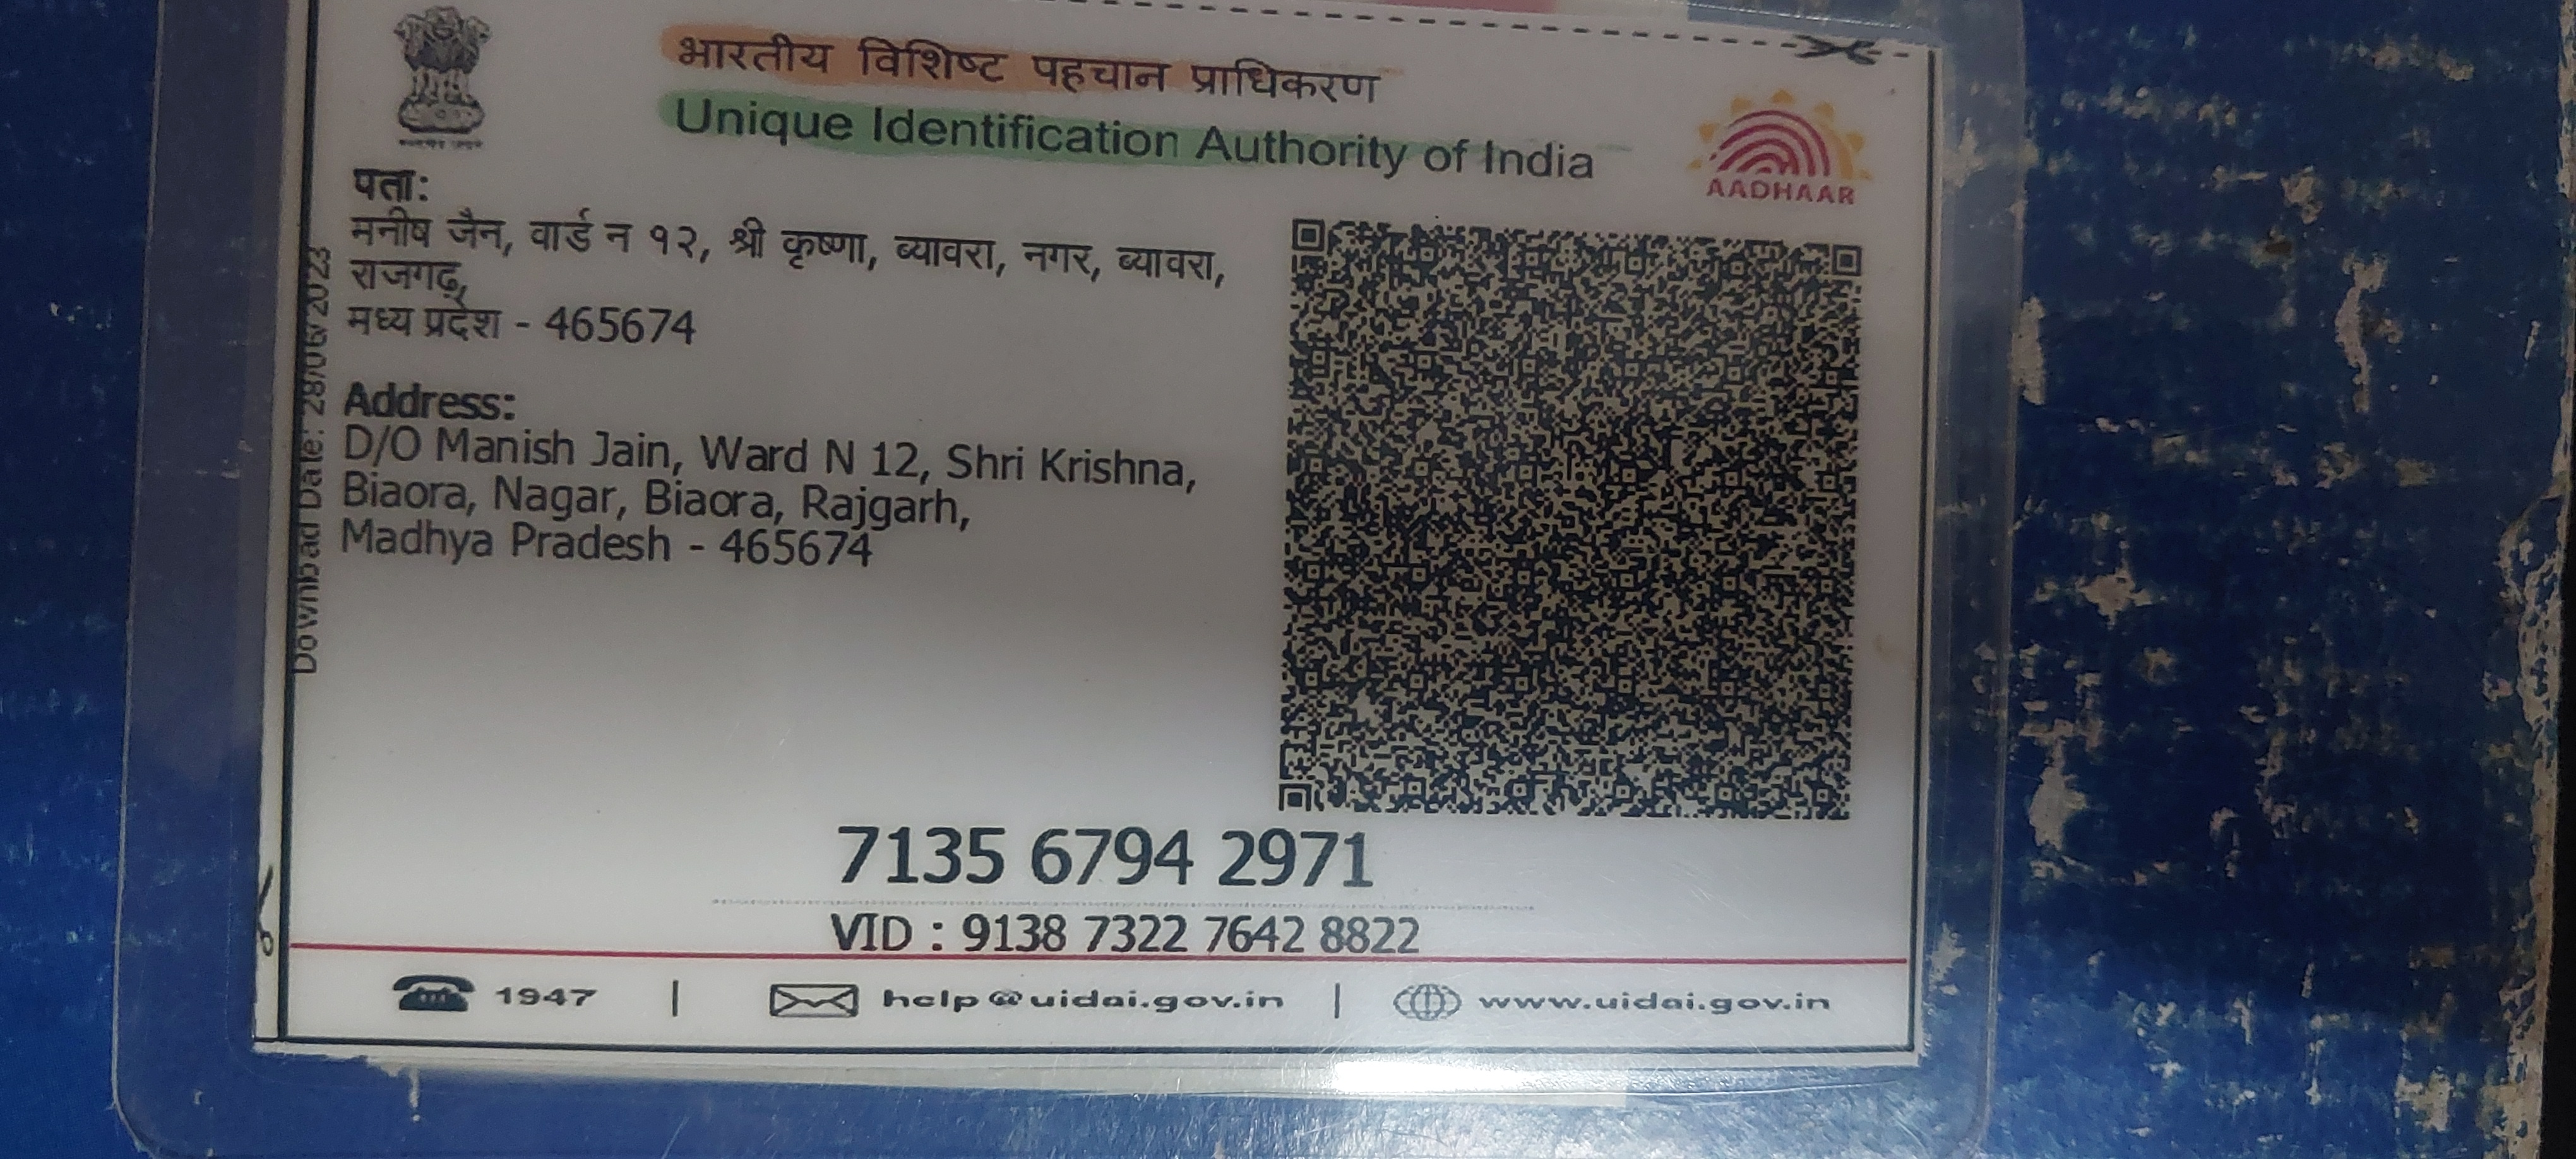 भारतीय विशिष्ट पहचान प्राधिकरण
Unique Identification Authority of India
AADHAAR
पता:
मनीष जैन, वार्ड न १२, श्री कृष्णा, ब्यावरा, नगर, ब्यावरा,
राजगढ़,
मध्य प्रदेश - 465674
Address:
D/O Manish Jain, Ward N 12, Shri Krishna,
Biaora, Nagar, Biaora, Rajgarh,
Madhya Pradesh - 465674
Download Date: 28/06/2023
7135 6794 2971
VID : 9138 7322 7642 8822
1947 | help@uidai.gov.in | www.uidai.gov.in